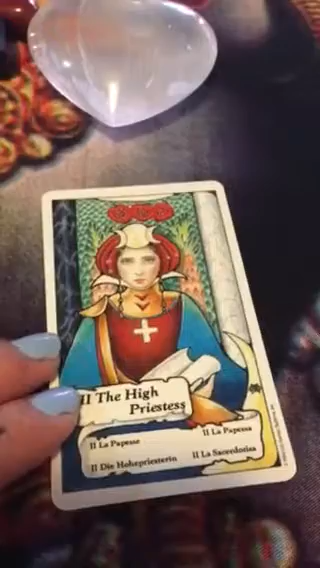 II The High
Priestess
II La Papesse
II La Papessa
II Die Hohepriesterin
II La Sacerdotisa